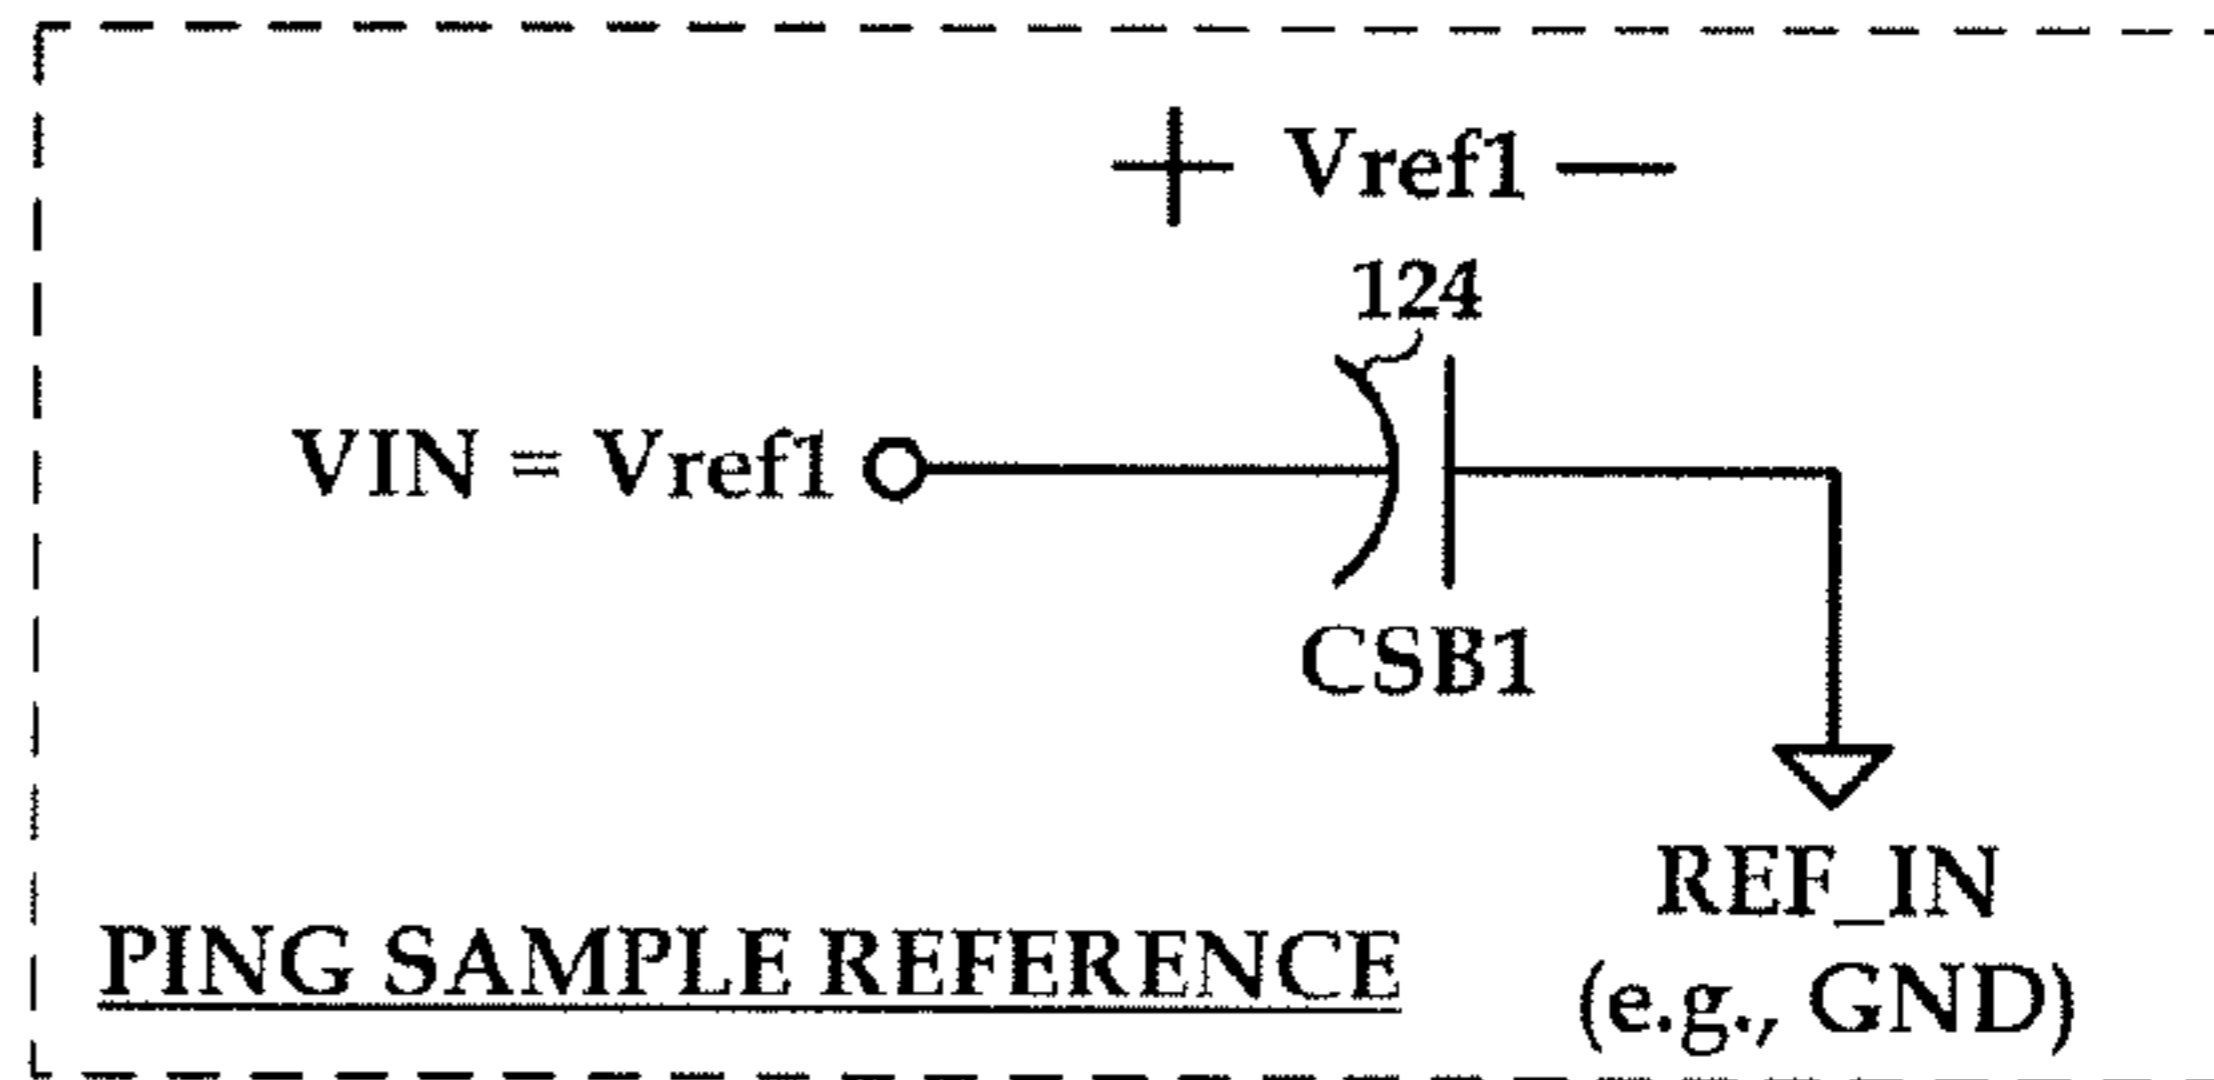 + Vref1 —
124
VIN = Vref1
CSB1
REF_IN
(e.g., GND)
PING SAMPLE REFERENCE